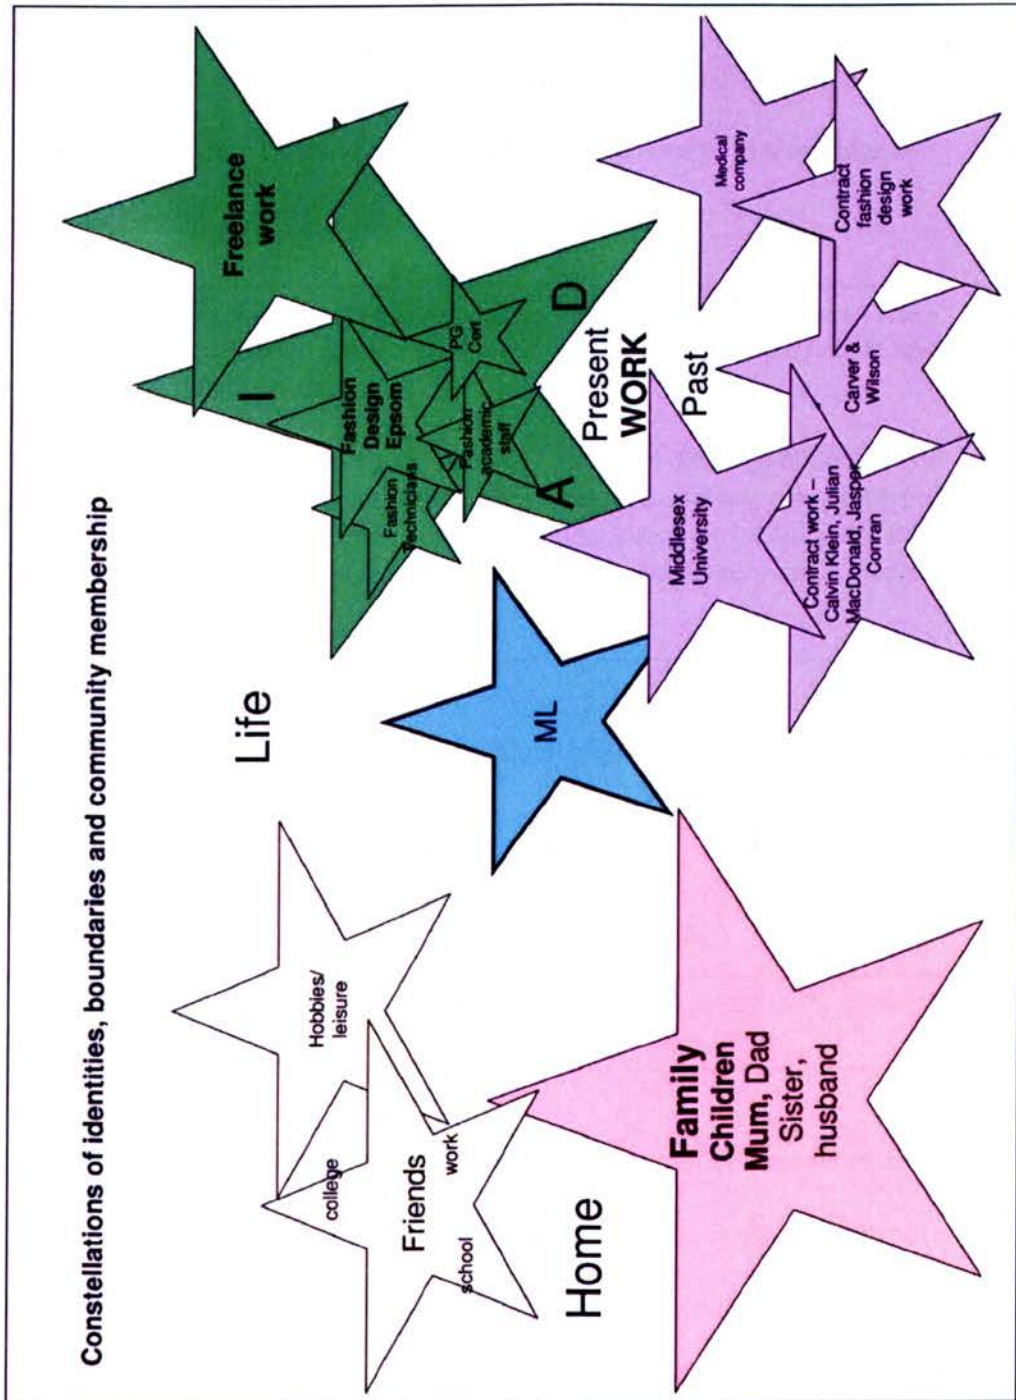 Constellations of identities, boundaries and community membership
Life
Hobbies/
leisure
college
Friends
work
school
Home
Family
Children
Mum, Dad
Sister,
husband
ML
Freelance
work
I
Fashion
Design
Epsom
PG
Cert
Fashion
Technicians
Fashion
academic
staff
A
D
Present
WORK
Past
Middlesex
University
Contract work –
Calvin Klein, Julian
MacDonald, Jasper
Conran
Carver &
Wilson
Medical
company
Contract
fashion
design
work